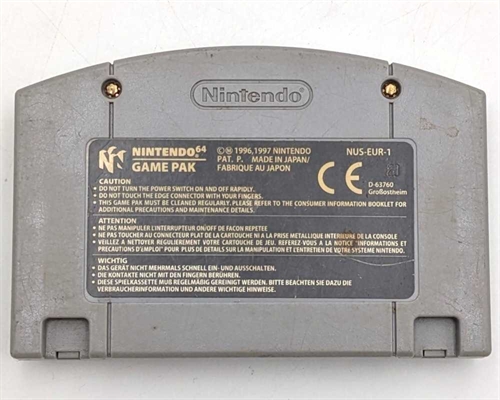 Nintendo
NINTENDO 64
GAME PAK
©Ⓜ 1996,1997 NINTENDO
PAT. P. MADE IN JAPAN/
FABRIQUE AU JAPON
NUS-EUR-1
CE
D-63760
Großostheim
CAUTION
● DO NOT TURN THE POWER SWITCH ON AND OFF RAPIDLY.
● DO NOT TOUCH THE EDGE CONNECTOR WITH YOUR FINGERS.
● THIS GAME PAK MUST BE CLEANED REGULARLY. PLEASE REFER TO THE CONSUMER INFORMATION BOOKLET FOR
ADDITIONAL PRECAUTIONS AND MAINTENANCE DETAILS.
ATTENTION
● NE PAS MANIPULER L'INTERRUPTEUR ON/OFF DE FACON REPETEE
● NE PAS TOUCHER LE CONNECTEUR PLAT DE LA CARTOUCHE NI A LA PRISE METALLIQUE INTERIEURE DE LA CONSOLE
● VEILLEZ A NETTOYER REGULIEREMENT VOTRE CARTOUCHE DE JEU. REFEREZ-VOUS A LA NOTICE "INFORMATIONS ET
PRECAUTIONS D'EMPLOI" POUR PLUS DE DETAILS SUR LA MANIPULATION ET L'ENTRETIEN DE VOTRE SYSTEME NINTENDO.
WICHTIG
● DAS GERÄT NICHT MEHRMALS SCHNELL EIN- UND AUSSCHALTEN.
● DIE KONTAKTE NICHT MIT DEN FINGERN BERÜHREN.
● DIESE SPIELKASSETTE MUß REGELMÄßIG GEREINIGT WERDEN. BITTE BEACHTEN SIE DAZU DIE
VERBRAUCHERINFORMATION UND ANDERE WICHTIGE HINWEISE.